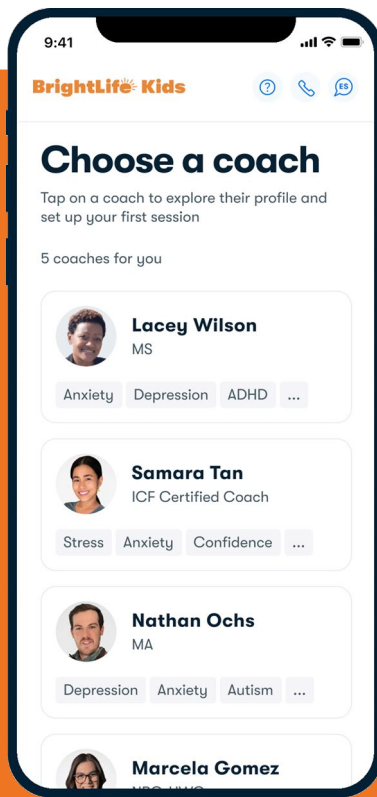 9:41
BrightLife Kids
?
ES
Choose a coach
Tap on a coach to explore their profile and
set up your first session
5 coaches for you
Lacey Wilson
MS
Anxiety Depression ADHD ...
Samara Tan
ICF Certified Coach
Stress Anxiety Confidence ...
Nathan Ochs
MA
Depression Anxiety Autism ...
Marcela Gomez